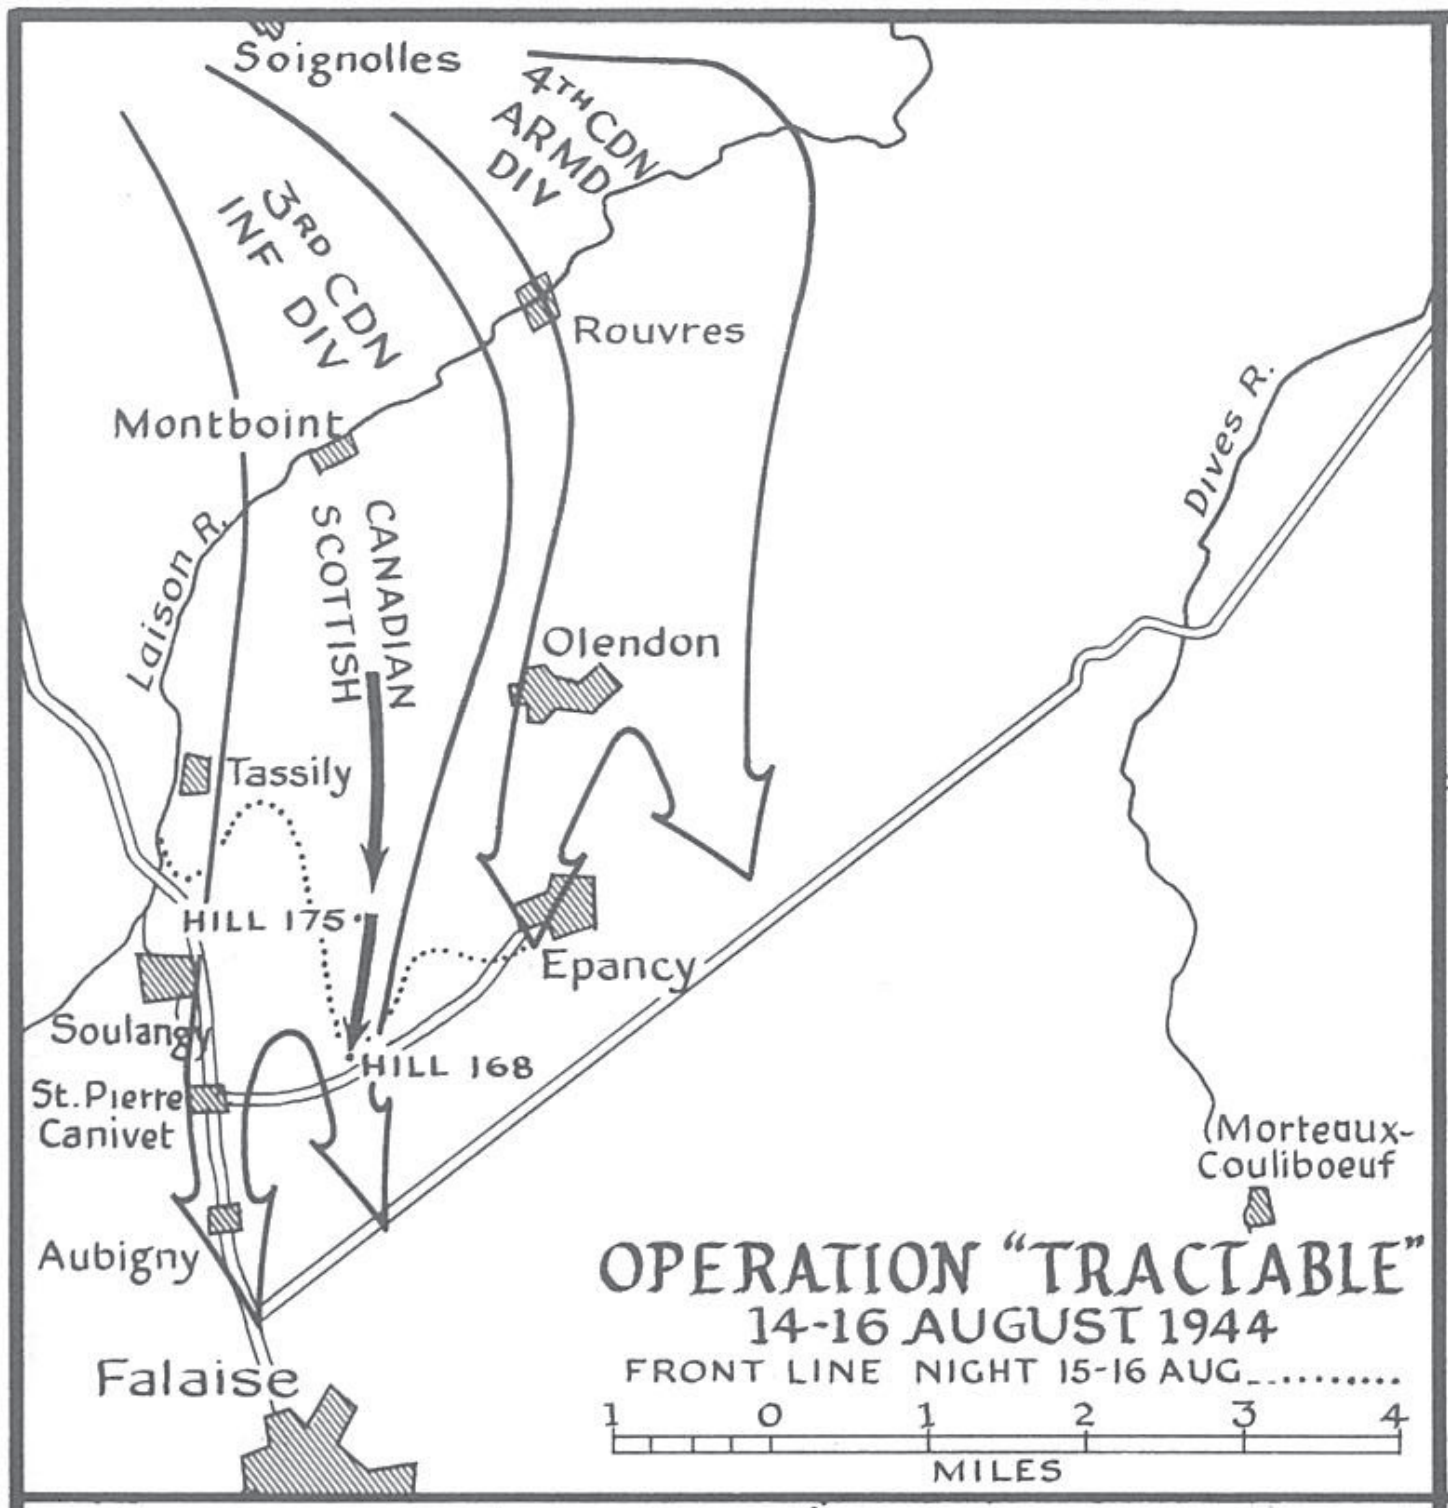 Soignolles
4TH CDN
ARMD
DIV
3RD CDN
INF DIV
Rouvres
Montboint
Dives R.
Laison R.
CANADIAN
SCOTTISH
Olendon
Tassily
HILL 175
Epancy
Soulangy
HILL 168
St. Pierre
Canivet
Morteaux-
Couliboeuf
Aubigny
OPERATION "TRACTABLE"
14-16 AUGUST 1944
FRONT LINE NIGHT 15-16 AUG
Falaise
1 0 1 2 3 4
MILES